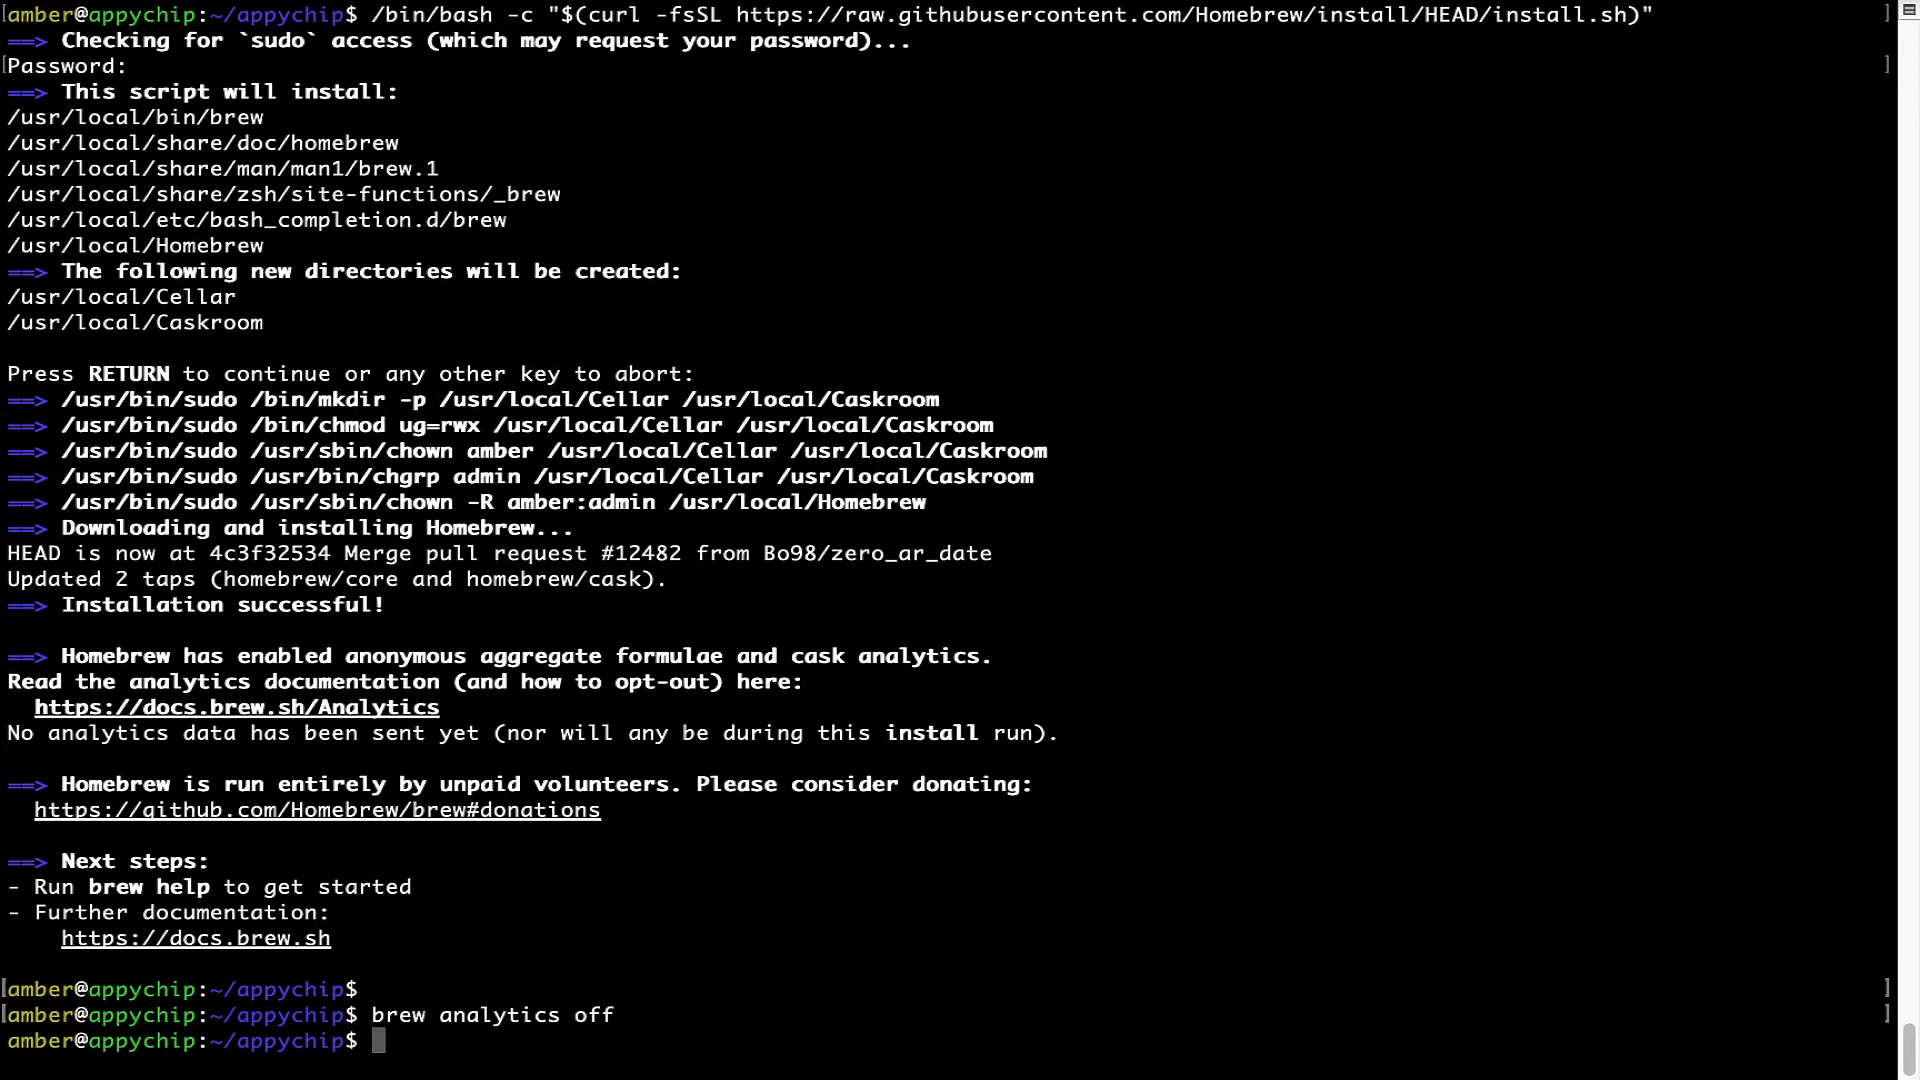 amber@appychip:~/appychip$ /bin/bash -c "$(curl -fsSL https://raw.githubusercontent.com/Homebrew/install/HEAD/install.sh)"
==> Checking for `sudo` access (which may request your password)...
Password:
==> This script will install:
/usr/local/bin/brew
/usr/local/share/doc/homebrew
/usr/local/share/man/man1/brew.1
/usr/local/share/zsh/site-functions/_brew
/usr/local/etc/bash_completion.d/brew
/usr/local/Homebrew
==> The following new directories will be created:
/usr/local/Cellar
/usr/local/Caskroom
Press RETURN to continue or any other key to abort:
==> /usr/bin/sudo /bin/mkdir -p /usr/local/Cellar /usr/local/Caskroom
==> /usr/bin/sudo /bin/chmod ug=rwx /usr/local/Cellar /usr/local/Caskroom
==> /usr/bin/sudo /usr/sbin/chown amber /usr/local/Cellar /usr/local/Caskroom
==> /usr/bin/sudo /usr/bin/chgrp admin /usr/local/Cellar /usr/local/Caskroom
==> /usr/bin/sudo /usr/sbin/chown -R amber:admin /usr/local/Homebrew
==> Downloading and installing Homebrew...
HEAD is now at 4c3f32534 Merge pull request #12482 from Bo98/zero_ar_date
Updated 2 taps (homebrew/core and homebrew/cask).
==> Installation successful!
==> Homebrew has enabled anonymous aggregate formulae and cask analytics.
Read the analytics documentation (and how to opt-out) here:
https://docs.brew.sh/Analytics
No analytics data has been sent yet (nor will any be during this install run).
==> Homebrew is run entirely by unpaid volunteers. Please consider donating:
https://github.com/Homebrew/brew#donations
==> Next steps:
- Run brew help to get started
- Further documentation:
https://docs.brew.sh
amber@appychip:~/appychip$
amber@appychip:~/appychip$ brew analytics off
amber@appychip:~/appychip$